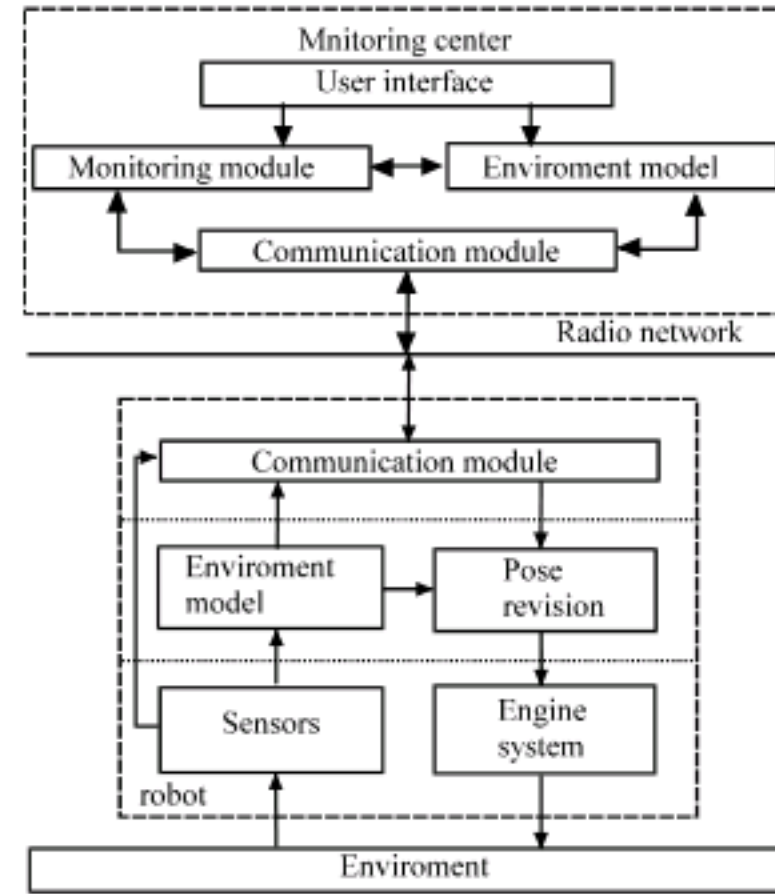 Mnitoring center
User interface
Monitoring module
Enviroment model
Communication module
Radio network
Communication module
Enviroment
model
Pose
revision
Sensors
Engine
system
robot
Enviroment